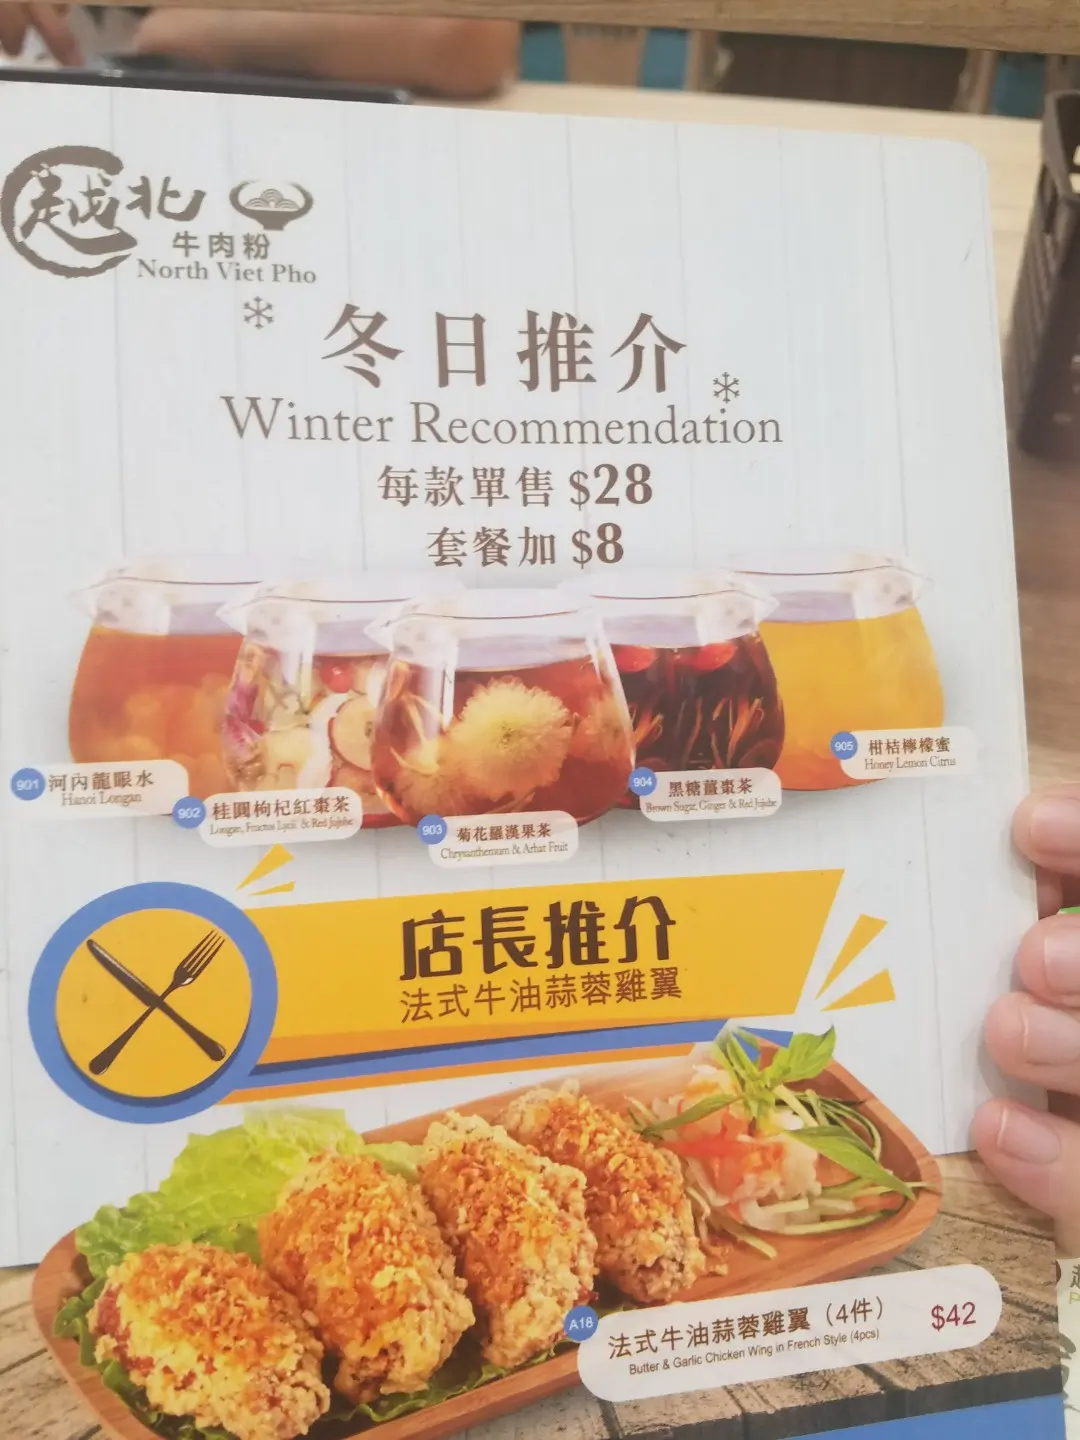 越北
牛肉粉
North Viet Pho
冬日推介
Winter Recommendation
每款單售 $28
套餐加 $8
901 河內龍眼水
Hanoi Longan
902 桂圓枸杞紅棗茶
Longan, Fructus Lycii & Red Jujube
903 菊花羅漢果茶
Chrysanthemum & Arhat Fruit
904 黑糖薑棗茶
Brown Sugar, Ginger & Red Jujube
905 柑桔檸檬蜜
Honey Lemon Citrus
店長推介
法式牛油蒜蓉雞翼
A18 法式牛油蒜蓉雞翼（4件） $42
Butter & Garlic Chicken Wing in French Style (4pcs)